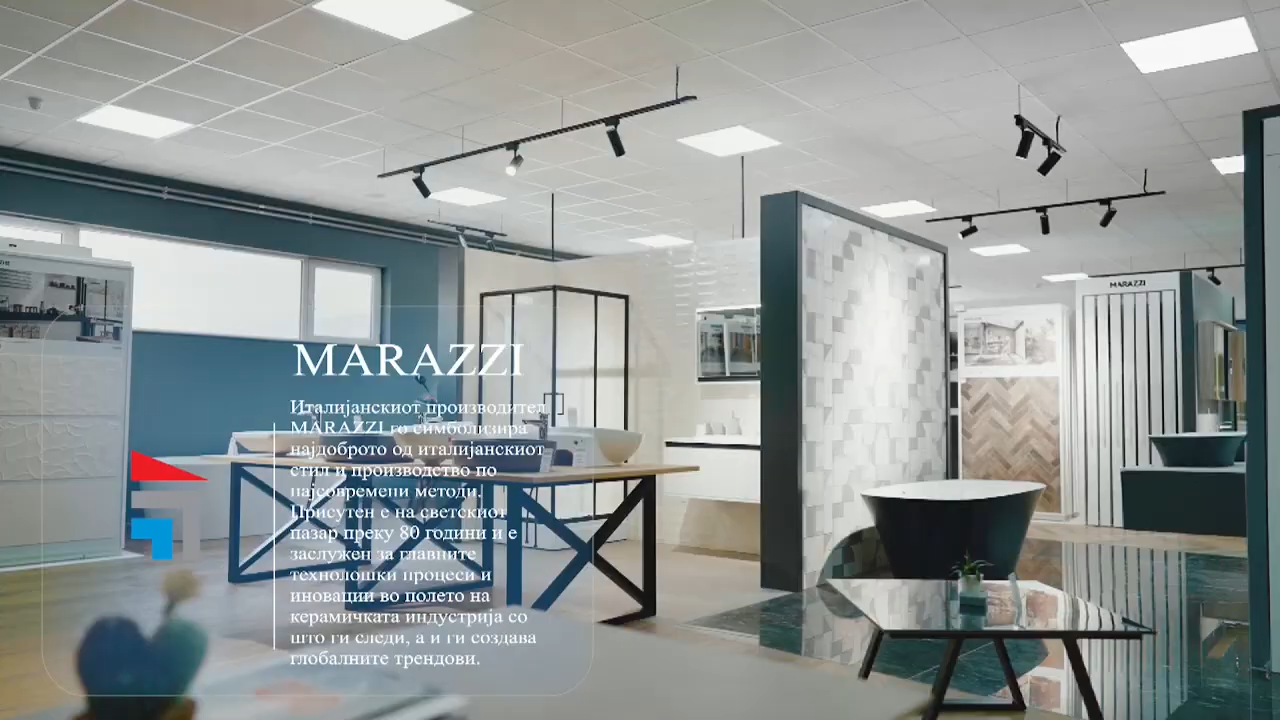 MARAZZI
MARAZZI
Италијанскиот производител
MARAZZI го симболизира
најдоброто од италијанскиот
стил и производство по
најсовремени методи.
Присутен е на светскиот
пазар преку 80 години и е
заслужен за главните
технолошки процеси и
иновации во полето на
керамичката индустрија со
што ги следи, а и ги создава
глобалните трендови.